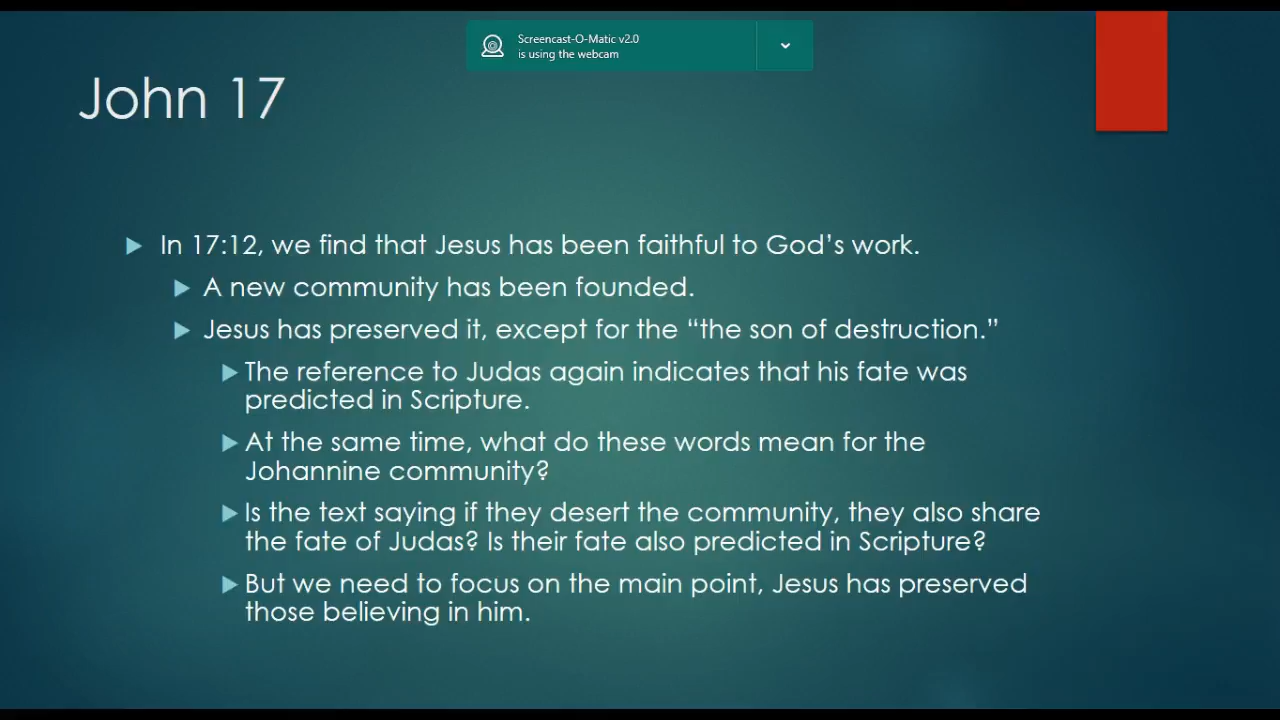 Screencast-O-Matic v2.0
is using the webcam
John 17
In 17:12, we find that Jesus has been faithful to God’s work.
A new community has been founded.
Jesus has preserved it, except for the “the son of destruction.”
The reference to Judas again indicates that his fate was
predicted in Scripture.
At the same time, what do these words mean for the
Johannine community?
Is the text saying if they desert the community, they also share
the fate of Judas? Is their fate also predicted in Scripture?
But we need to focus on the main point, Jesus has preserved
those believing in him.